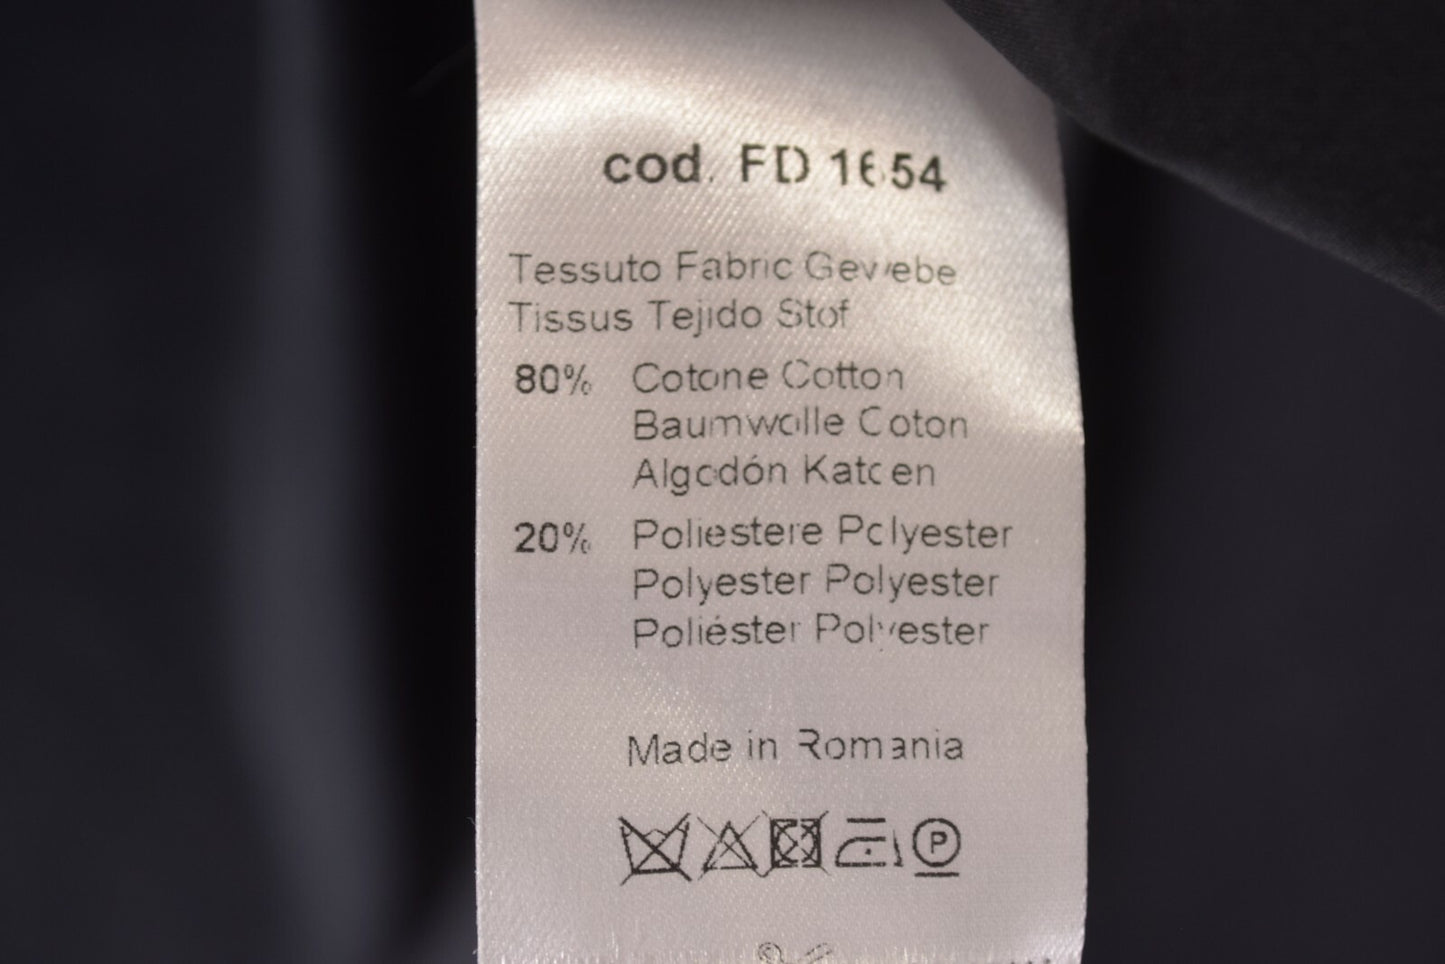 cod. FD 1654
Tessuto Fabric Gewebe
Tissus Tejido Stof
80% Cotone Cotton
Baumwolle Coton
Algodón Katoen
20% Poliestere Polyester
Polyester Polyester
Poliéster Polyester
Made in Romania
P